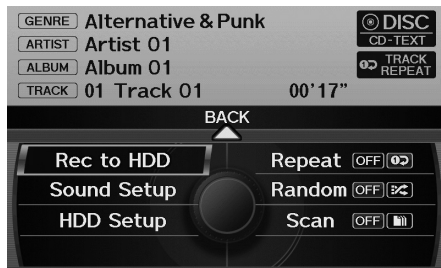 GENRE Alternative & Punk
DISC
ARTIST Artist 01
CD-TEXT
ALBUM Album 01
TRACK REPEAT
TRACK 01 Track 01 00'17"
BACK
Rec to HDD
Repeat OFF
Sound Setup
Random OFF
HDD Setup
Scan OFF